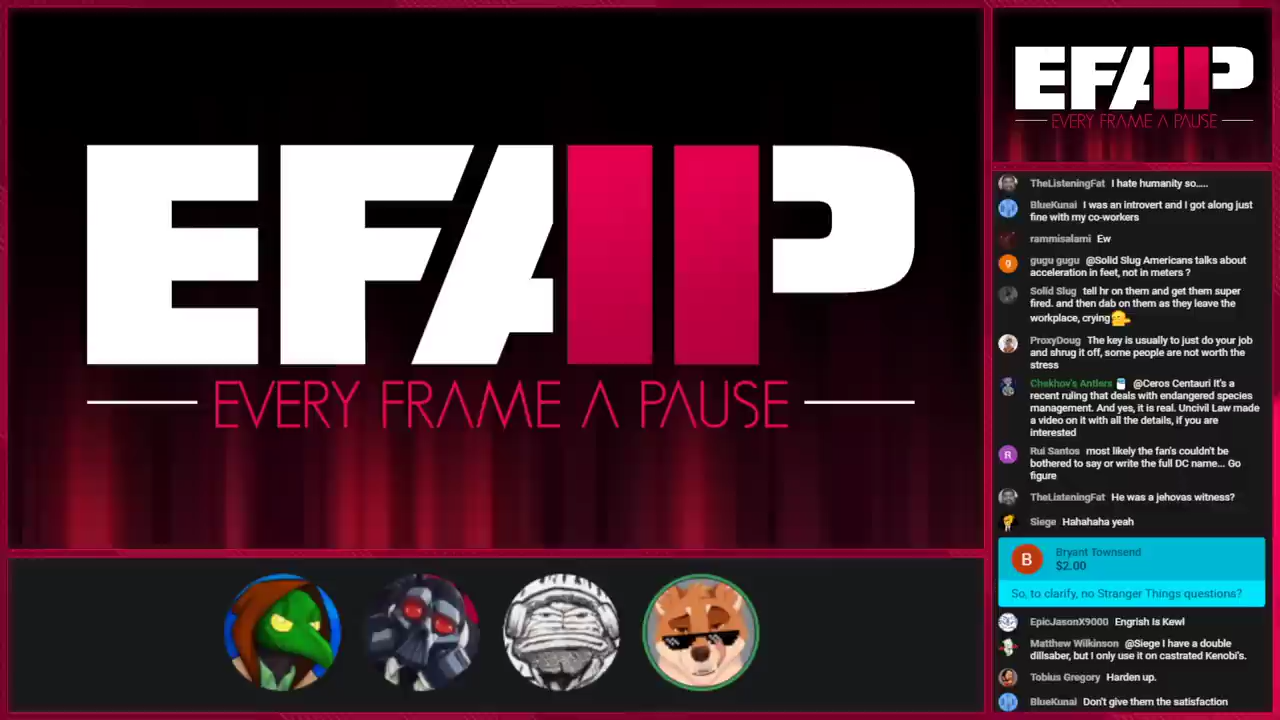 EFAP
EVERY FRAME A PAUSE
EFAP
EVERY FRAME A PAUSE
TheListeningFat I hate humanity so.....
BlueKunai I was an introvert and I got along just
fine with my co-workers
rammisalami Ew
g
gugu gugu @Solid Slug Americans talks about
acceleration in feet, not in meters ?
Solid Slug tell hr on them and get them super
fired. and then dab on them as they leave the
workplace, crying
ProxyDoug The key is usually to just do your job
and shrug it off, some people are not worth the
stress
Chekhov's Antlers @Ceros Centauri It's a
recent ruling that deals with endangered species
management. And yes, it is real. Uncivil Law made
a video on it with all the details, if you are
interested
R
Rui Santos most likely the fan's couldn't be
bothered to say or write the full DC name... Go
figure
TheListeningFat He was a jehovas witness?
Siege Hahahaha yeah
B
Bryant Townsend
$2.00
So, to clarify, no Stranger Things questions?
EpicJasonX9000 Engrish Is Kewl
Matthew Wilkinson @Siege I have a double
dillsaber, but I only use it on castrated Kenobi's.
Tobius Gregory Harden up.
BlueKunai Don't give them the satisfaction